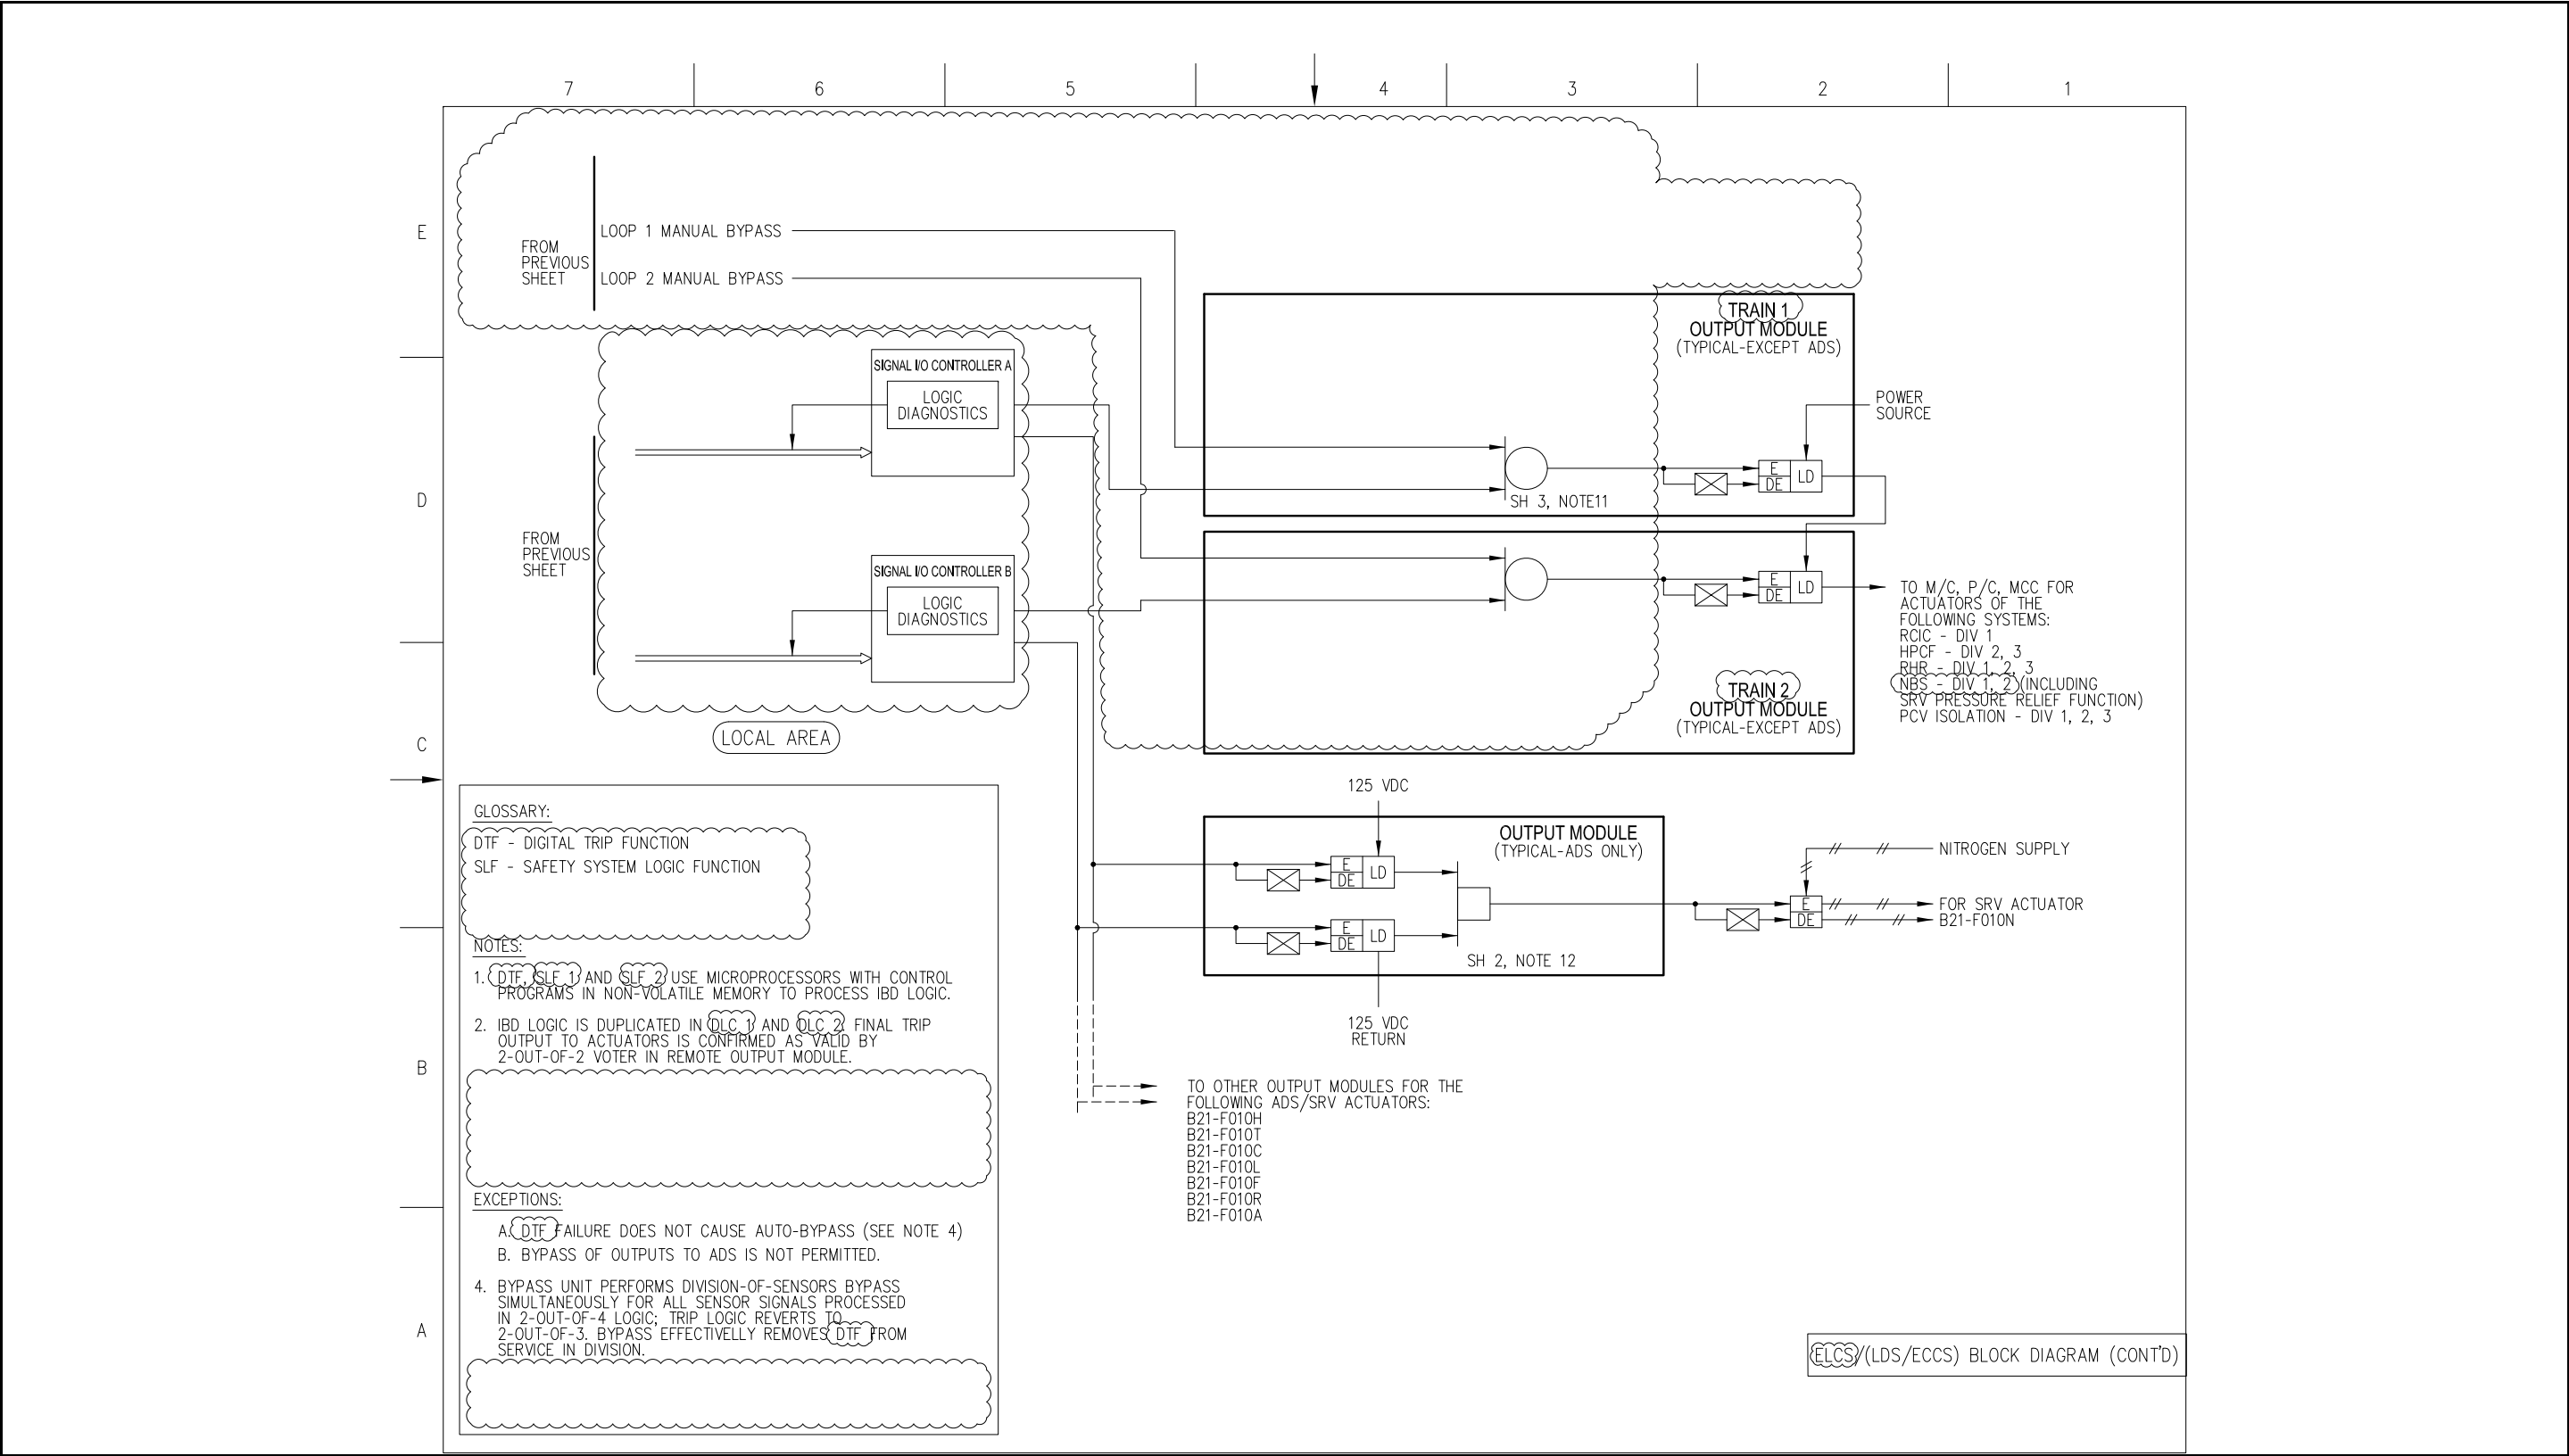 7 6 5 4 3 2 1
E
D
C
B
A
FROM
PREVIOUS
SHEET
LOOP 1 MANUAL BYPASS
LOOP 2 MANUAL BYPASS
TRAIN 1
OUTPUT MODULE
(TYPICAL-EXCEPT ADS)
SIGNAL I/O CONTROLLER A
LOGIC
DIAGNOSTICS
POWER
SOURCE
E
DE
LD
SH 3, NOTE11
FROM
PREVIOUS
SHEET
SIGNAL I/O CONTROLLER B
LOGIC
DIAGNOSTICS
E
DE
LD
TO M/C, P/C, MCC FOR
ACTUATORS OF THE
FOLLOWING SYSTEMS:
RCIC - DIV 1
HPCF - DIV 2, 3
RHR - DIV 1, 2, 3
NBS - DIV 1, 2 (INCLUDING
SRV PRESSURE RELIEF FUNCTION)
PCV ISOLATION - DIV 1, 2, 3
TRAIN 2
OUTPUT MODULE
(TYPICAL-EXCEPT ADS)
LOCAL AREA
125 VDC
OUTPUT MODULE
(TYPICAL-ADS ONLY)
E
DE
LD
E
DE
LD
SH 2, NOTE 12
125 VDC
RETURN
NITROGEN SUPPLY
E
DE
FOR SRV ACTUATOR
B21-F010N
TO OTHER OUTPUT MODULES FOR THE
FOLLOWING ADS/SRV ACTUATORS:
B21-F010H
B21-F010T
B21-F010C
B21-F010L
B21-F010F
B21-F010R
B21-F010A
GLOSSARY:
DTF - DIGITAL TRIP FUNCTION
SLF - SAFETY SYSTEM LOGIC FUNCTION
NOTES:
1. DTF, SLF 1 AND SLF 2 USE MICROPROCESSORS WITH CONTROL
PROGRAMS IN NON-VOLATILE MEMORY TO PROCESS IBD LOGIC.
2. IBD LOGIC IS DUPLICATED IN DLC 1 AND DLC 2. FINAL TRIP
OUTPUT TO ACTUATORS IS CONFIRMED AS VALID BY
2-OUT-OF-2 VOTER IN REMOTE OUTPUT MODULE.
EXCEPTIONS:
A. DTF FAILURE DOES NOT CAUSE AUTO-BYPASS (SEE NOTE 4)
B. BYPASS OF OUTPUTS TO ADS IS NOT PERMITTED.
4. BYPASS UNIT PERFORMS DIVISION-OF-SENSORS BYPASS
SIMULTANEOUSLY FOR ALL SENSOR SIGNALS PROCESSED
IN 2-OUT-OF-4 LOGIC; TRIP LOGIC REVERTS TO
2-OUT-OF-3. BYPASS EFFECTIVELLY REMOVES DTF FROM
SERVICE IN DIVISION.
ELCS/(LDS/ECCS) BLOCK DIAGRAM (CONT'D)